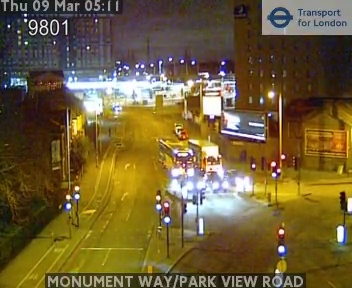 Thu 09 Mar 05:11
9801
Transport
for London
MONUMENT WAY/PARK VIEW ROAD